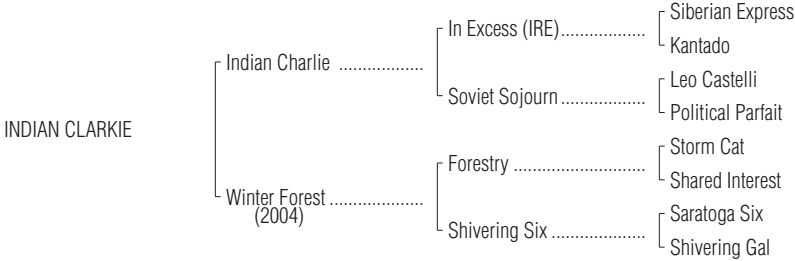 Siberian Express
In Excess (IRE)...................
Kantado
Indian Charlie ..................
Leo Castelli
Soviet Sojourn..................
Political Parfait
INDIAN CLARKIE
Storm Cat
Forestry ............................
Shared Interest
Winter Forest ....................
(2004)
Saratoga Six
Shivering Six ....................
Shivering Gal